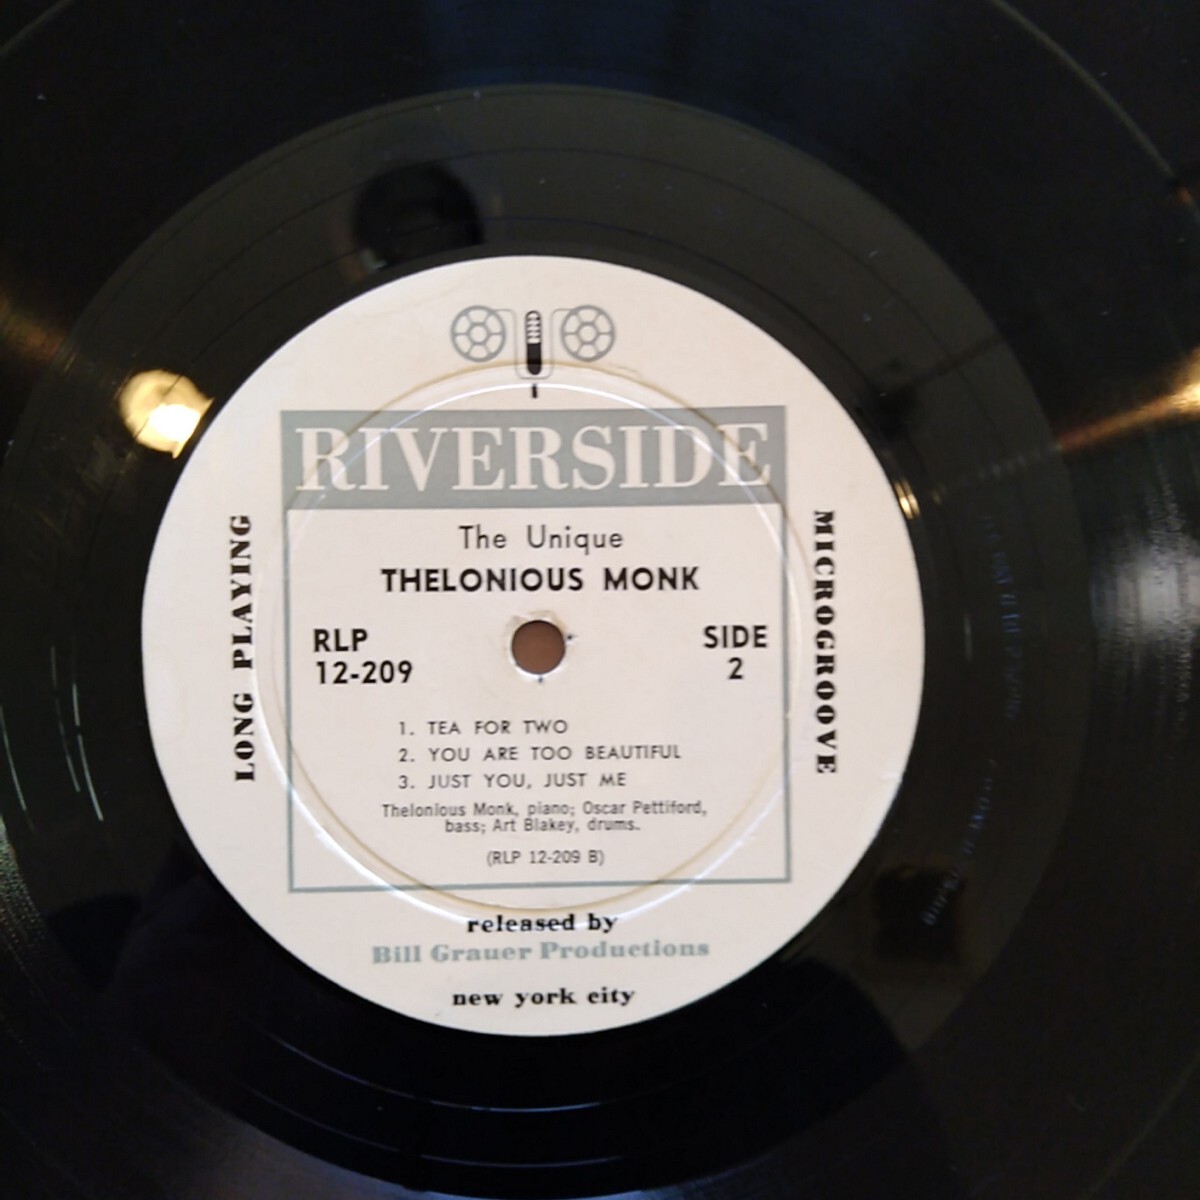 RIVERSIDE
The Unique
THELONIOUS MONK
LONG PLAYING
MICROGROOVE
RLP
12-209
SIDE
2
1. TEA FOR TWO
2. YOU ARE TOO BEAUTIFUL
3. JUST YOU, JUST ME
Thelonious Monk, piano; Oscar Pettiford,
bass; Art Blakey, drums.
(RLP 12-209 B)
released by
Bill Grauer Productions
new york city